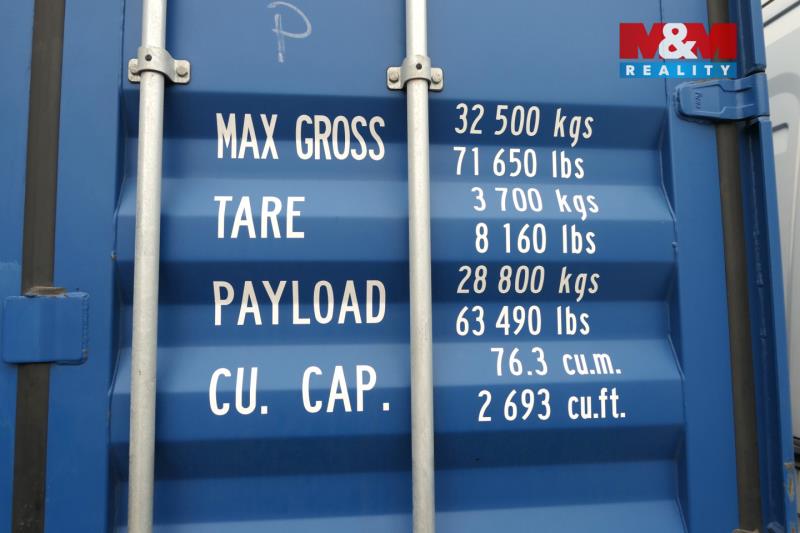 M&M
REALITY
MAX GROSS 32 500 kgs
71 650 lbs
TARE 3 700 kgs
8 160 lbs
PAYLOAD 28 800 kgs
63 490 lbs
CU. CAP. 76.3 cu.m.
2 693 cu.ft.